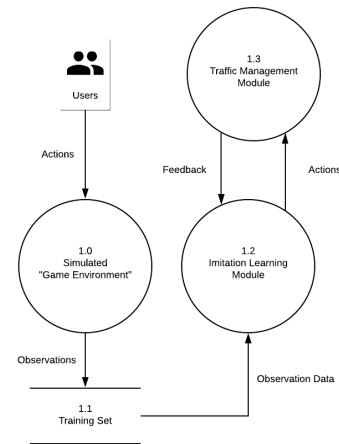 Users
Actions
1.0
Simulated
"Game Environment"
Observations
1.1
Training Set
1.3
Traffic Management
Module
Feedback
Actions
1.2
Imitation Learning
Module
Observation Data